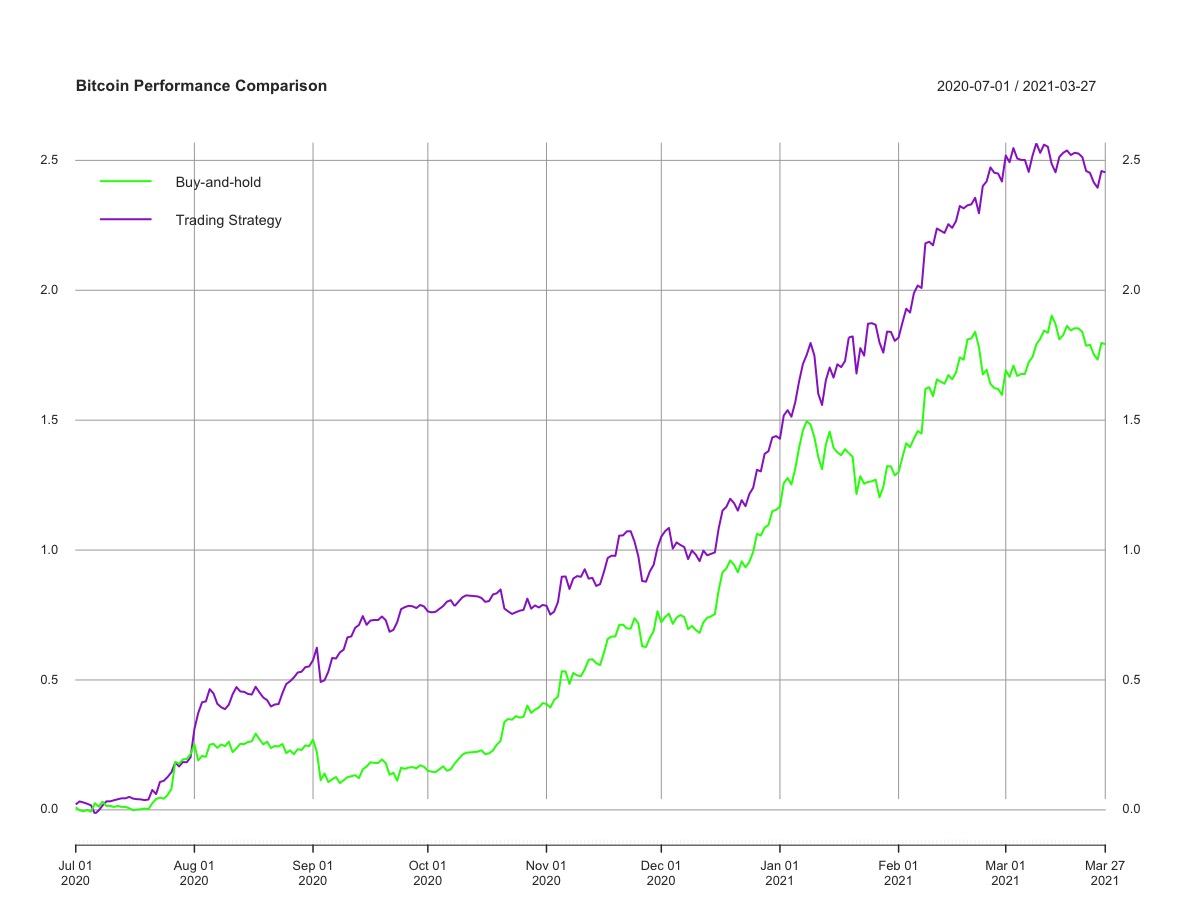 Bitcoin Performance Comparison
2020-07-01 / 2021-03-27
2.5 2.5
Buy-and-hold
Trading Strategy
2.0 2.0
1.5 1.5
1.0 1.0
0.5 0.5
0.0 0.0
Jul 01 Aug 01 Sep 01 Oct 01 Nov 01 Dec 01 Jan 01 Feb 01 Mar 01 Mar 27
2020 2020 2020 2020 2020 2020 2021 2021 2021 2021